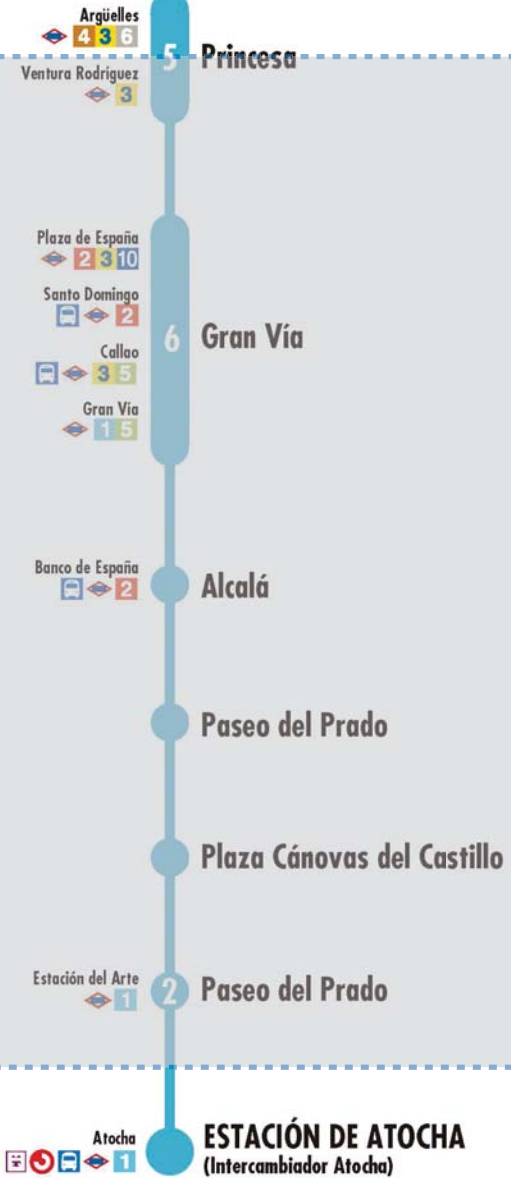 Argüelles
4 3 6
5 Princesa
Ventura Rodríguez
3
Plaza de España
2 3 10
Santo Domingo
2
6 Gran Vía
Callao
3 5
Gran Vía
1 5
Banco de España
2
Alcalá
Paseo del Prado
Plaza Cánovas del Castillo
Estación del Arte
1
2 Paseo del Prado
Atocha
1
ESTACIÓN DE ATOCHA
(Intercambiador Atocha)